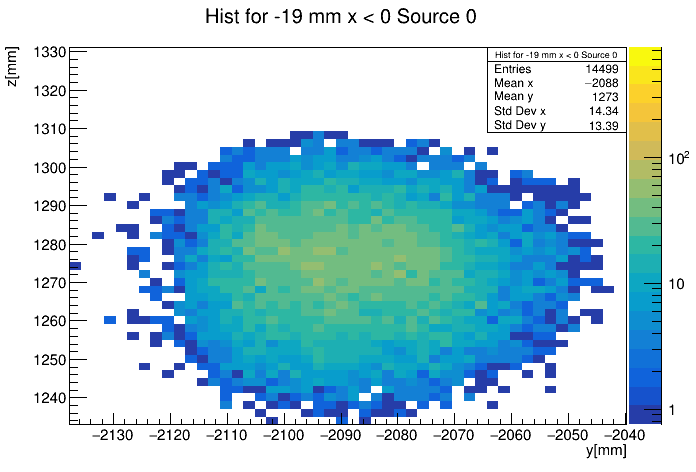 Hist for -19 mm x < 0 Source 0
z[mm]
1330
1320
1310
1300
1290
1280
1270
1260
1250
1240
Hist for -19 mm x < 0 Source 0
Entries 14499
Mean x −2088
Mean y 1273
Std Dev x 14.34
Std Dev y 13.39
10²
10
1
−2130 −2120 −2110 −2100 −2090 −2080 −2070 −2060 −2050 −2040
y[mm]